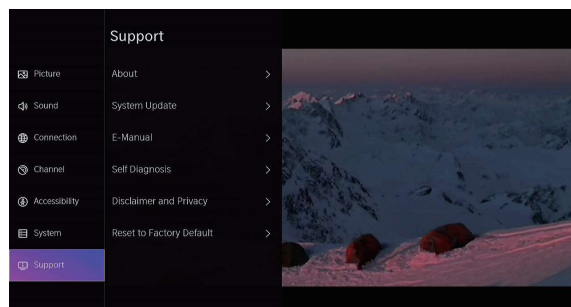 Support
Picture
About
Sound
System Update
Connection
E-Manual
Channel
Self Diagnosis
Accessibility
Disclaimer and Privacy
System
Reset to Factory Default
Support